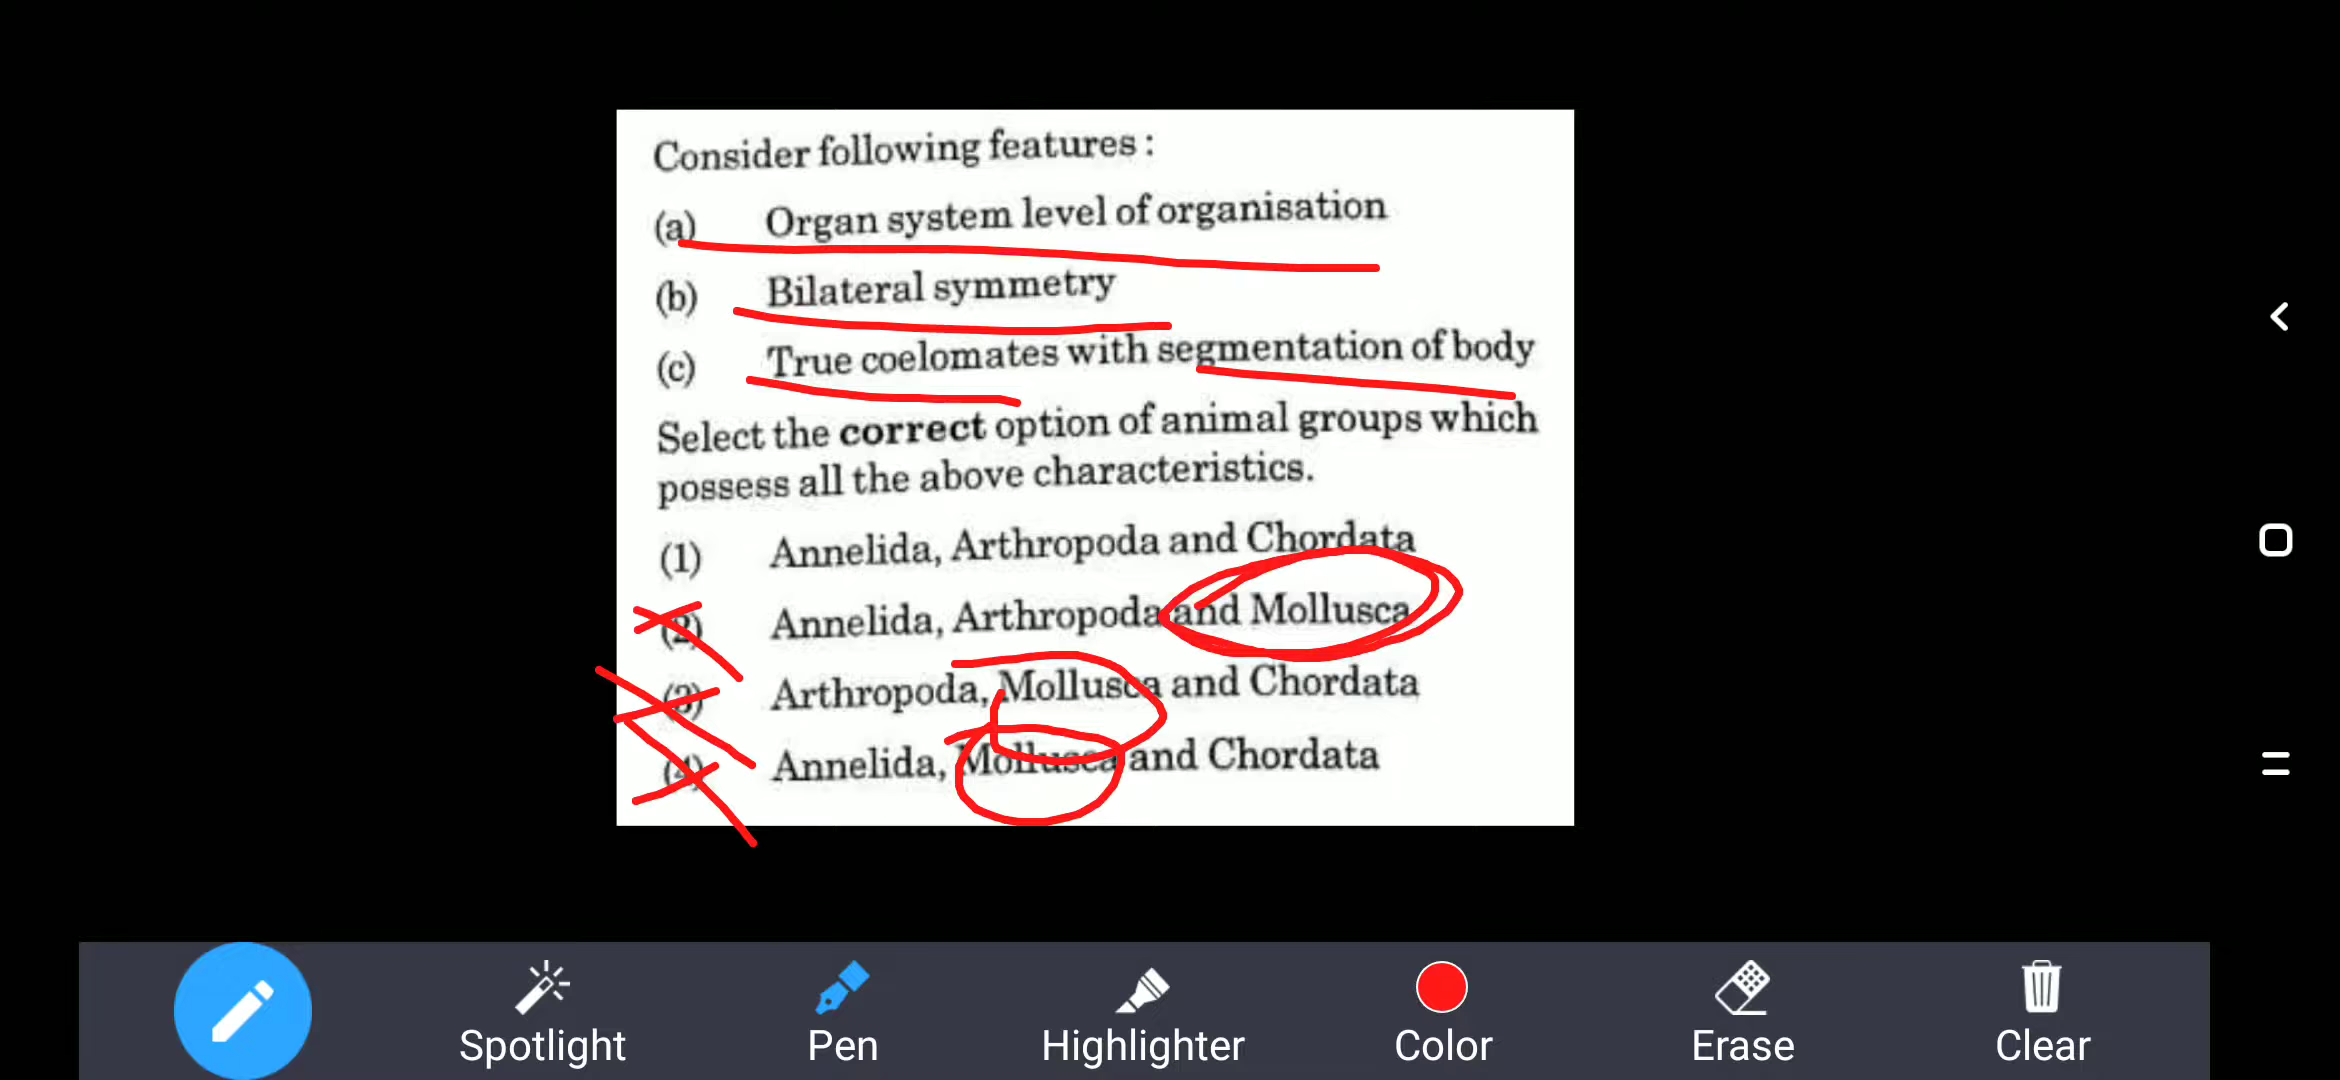 Consider following features :
(a) Organ system level of organisation
(b) Bilateral symmetry
(c) True coelomates with segmentation of body
Select the correct option of animal groups which
possess all the above characteristics.
(1) Annelida, Arthropoda and Chordata
(2) Annelida, Arthropoda and Mollusca
(3) Arthropoda, Mollusca and Chordata
(4) Annelida, Mollusca and Chordata
Spotlight Pen Highlighter Color Erase Clear